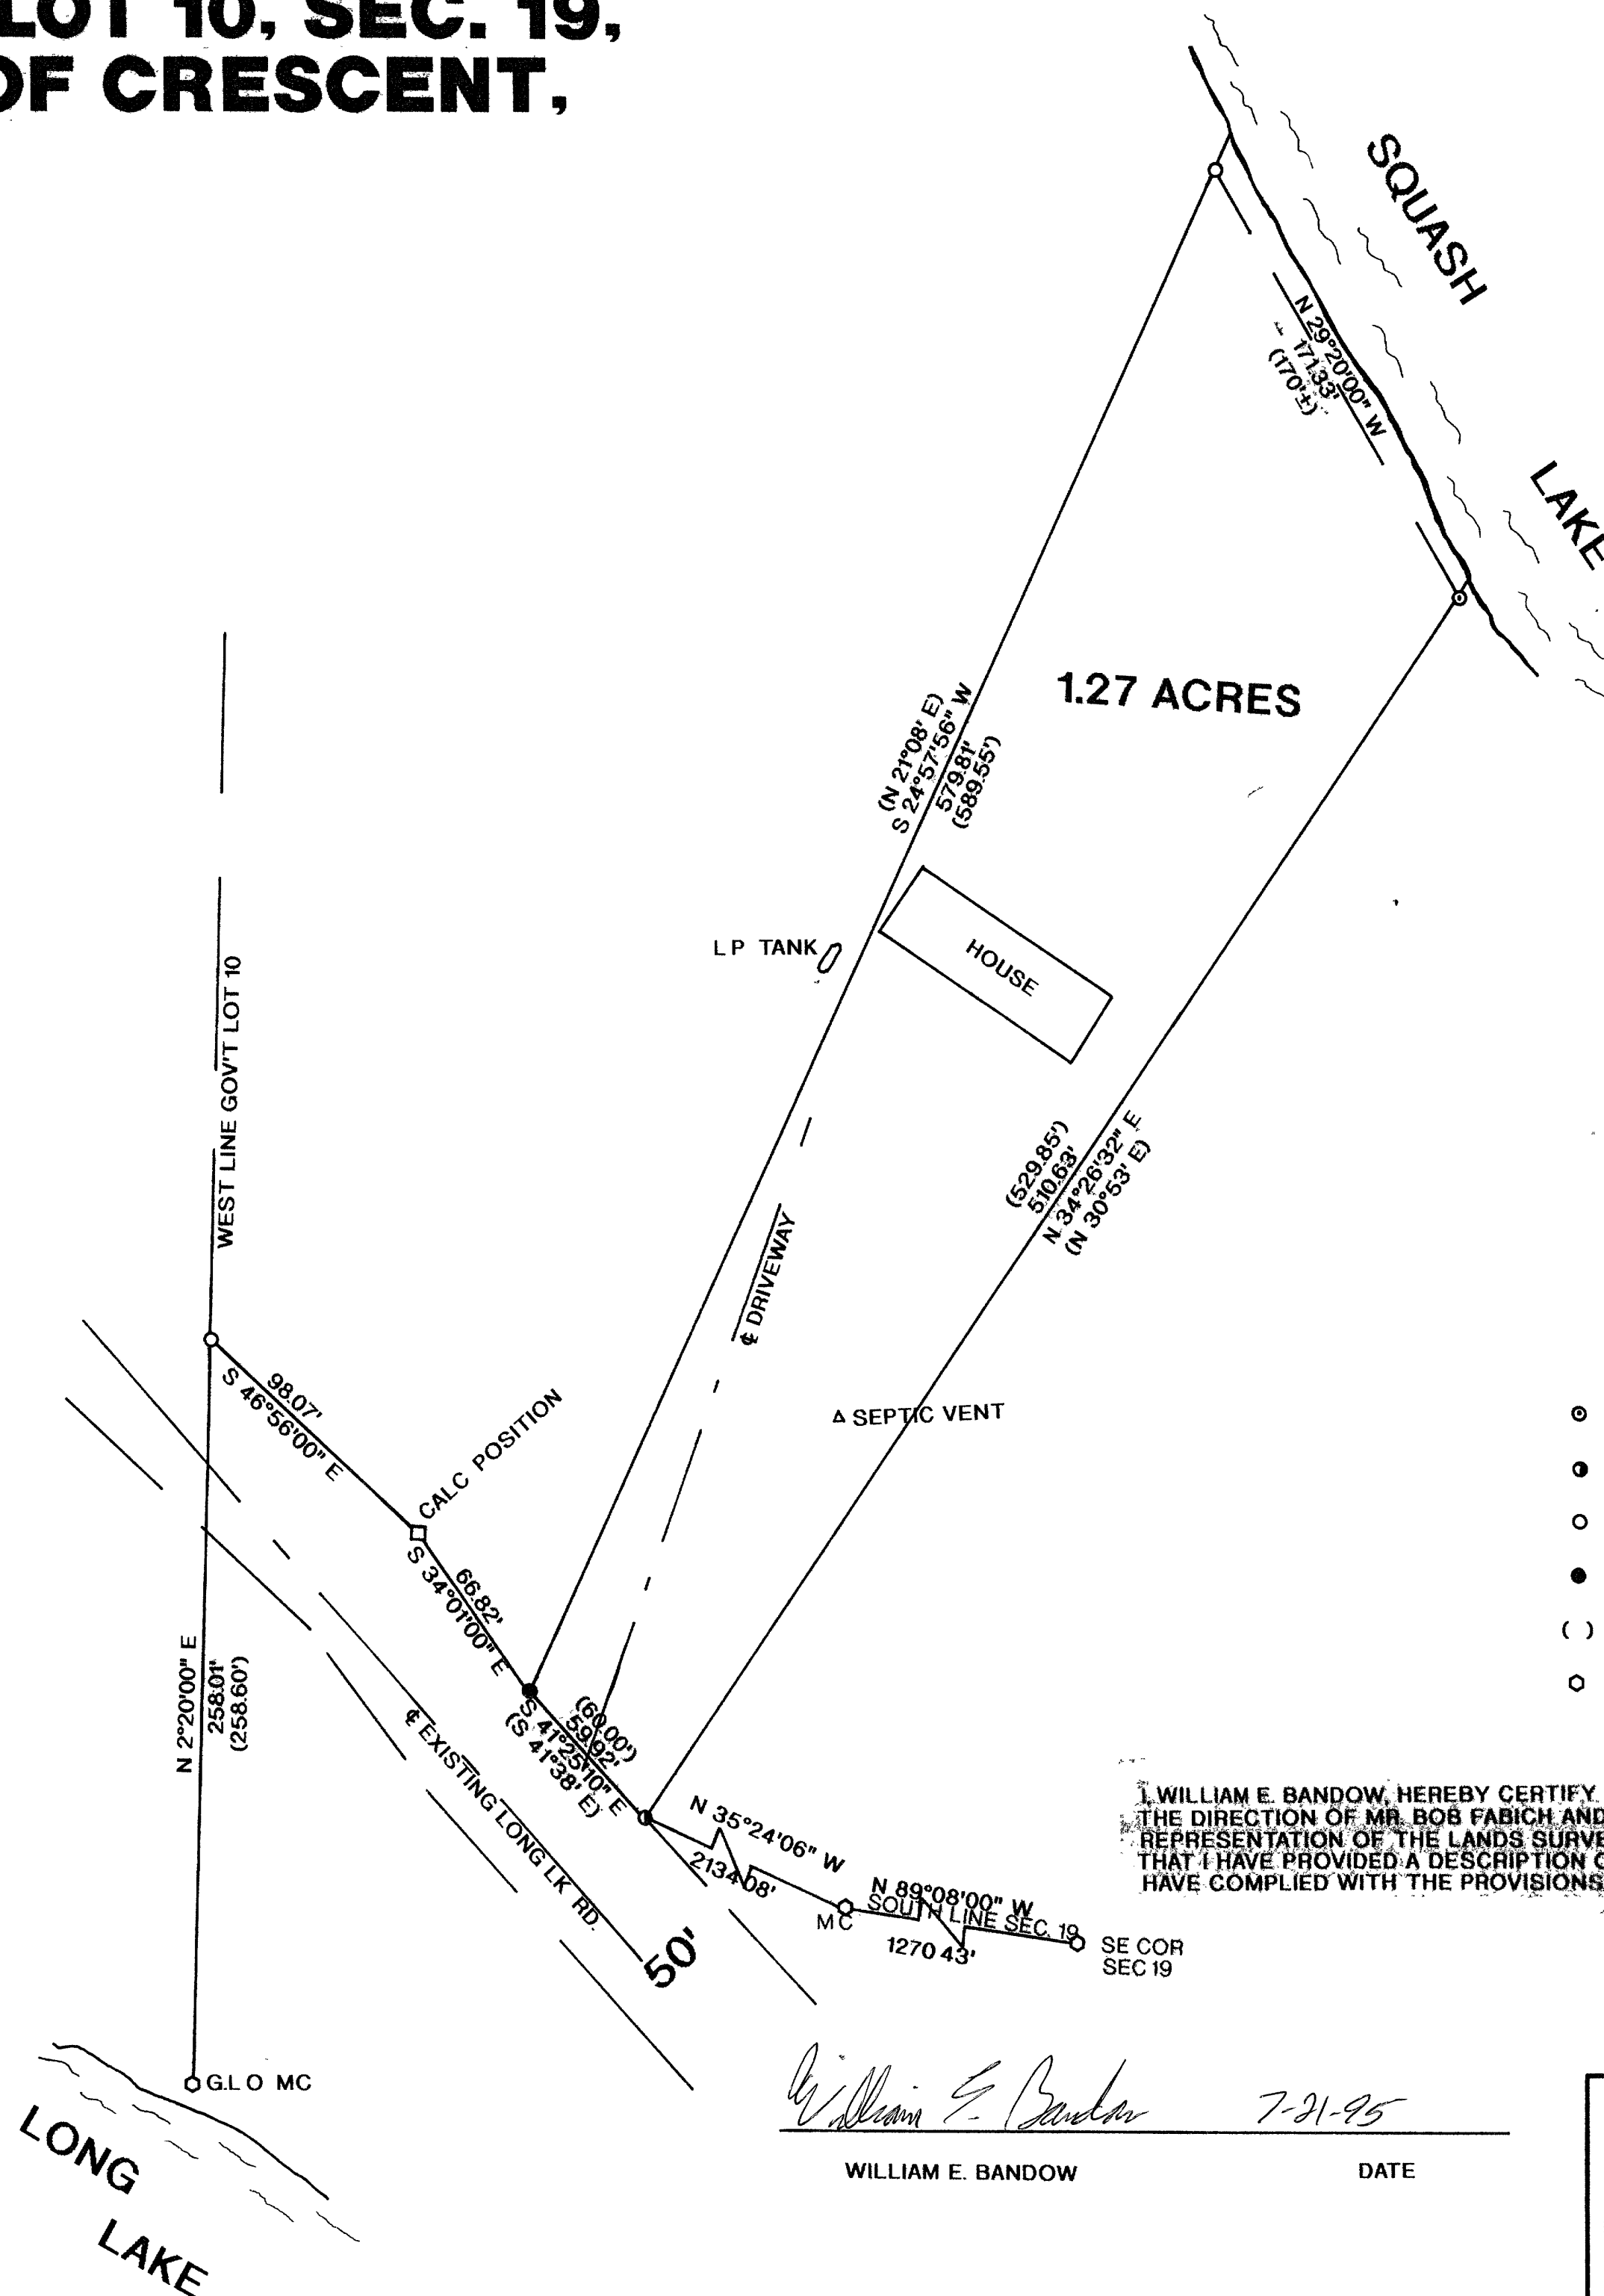 LOT 10, SEC. 19,
OF CRESCENT,
SQUASH
LAKE
N 29°20'00" W
171.33'
(170'±)
1.27 ACRES
(N 21°08' E)
S 24°57'56" W
579.81'
(589.55')
LP TANK
HOUSE
WEST LINE GOV'T LOT 10
(529.85')
510.63'
N 34°26'32" E
(N 30°53' E)
℄ DRIVEWAY
SEPTIC VENT
98.07'
S 46°56'00" E
CALC POSITION
66.82'
S 34°01'00" E
( )
N 2°20'00" E
258.01'
(258.60')
(60.00')
59.92'
S 41°25'10" E
(S 41°38' E)
℄ EXISTING LONG LK RD.
50'
N 35°24'06" W
2134.08'
MC
N 89°08'00" W
SOUTH LINE SEC. 19
1270.43'
SE COR
SEC 19
I, WILLIAM E. BANDOW, HEREBY CERTIFY
THE DIRECTION OF MR. BOB FABICH AND
REPRESENTATION OF THE LANDS SURVE
THAT I HAVE PROVIDED A DESCRIPTION
HAVE COMPLIED WITH THE PROVISIONS
G.L.O MC
LONG
LAKE
William E. Bandow 7-21-95
WILLIAM E. BANDOW DATE